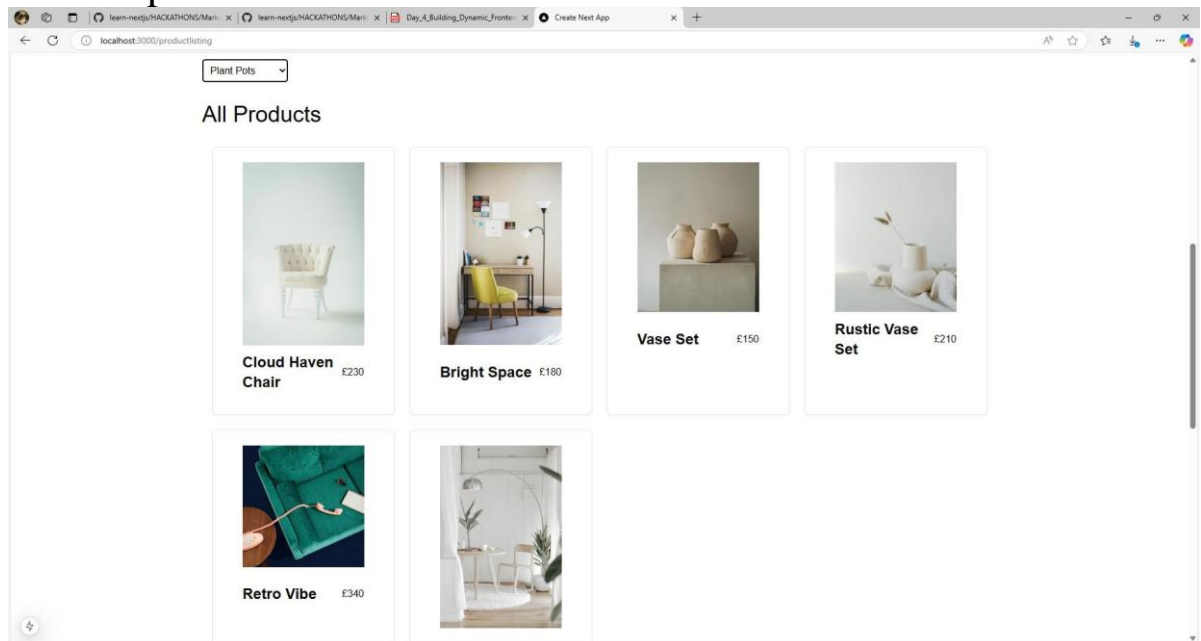 learn-nextjs/HACKATHONS/Mark
learn-nextjs/HACKATHONS/Mark
Day_4_Building_Dynamic_Fronten
Create Next App
localhost:3000/productlisting
Plant Pots
All Products
Cloud Haven Chair £230
Bright Space £180
Vase Set £150
Rustic Vase Set £210
Retro Vibe £340